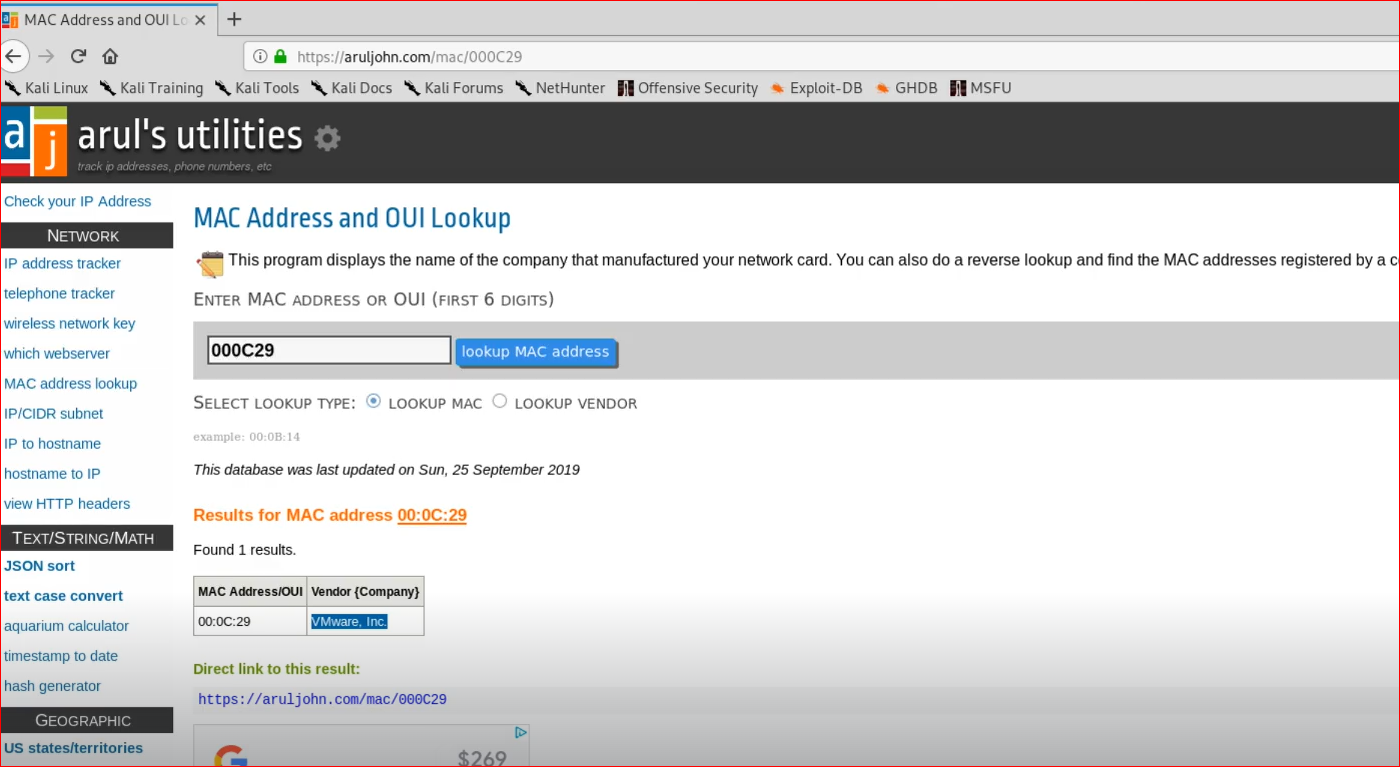 MAC Address and OUI Lo
https://aruljohn.com/mac/000C29
Kali Linux Kali Training Kali Tools Kali Docs Kali Forums NetHunter Offensive Security Exploit-DB GHDB MSFU
aj arul's utilities
track ip addresses, phone numbers, etc
Check your IP Address
NETWORK
IP address tracker
telephone tracker
wireless network key
which webserver
MAC address lookup
IP/CIDR subnet
IP to hostname
hostname to IP
view HTTP headers
TEXT/STRING/MATH
JSON sort
text case convert
aquarium calculator
timestamp to date
hash generator
GEOGRAPHIC
US states/territories
MAC Address and OUI Lookup
This program displays the name of the company that manufactured your network card. You can also do a reverse lookup and find the MAC addresses registered by a c
ENTER MAC ADDRESS OR OUI (FIRST 6 DIGITS)
000C29 lookup MAC address
SELECT LOOKUP TYPE: LOOKUP MAC LOOKUP VENDOR
example: 00:0B:14
This database was last updated on Sun, 25 September 2019
Results for MAC address 00:0C:29
Found 1 results.
MAC Address/OUI Vendor {Company}
00:0C:29 VMware, Inc.
Direct link to this result:
https://aruljohn.com/mac/000C29
G $269